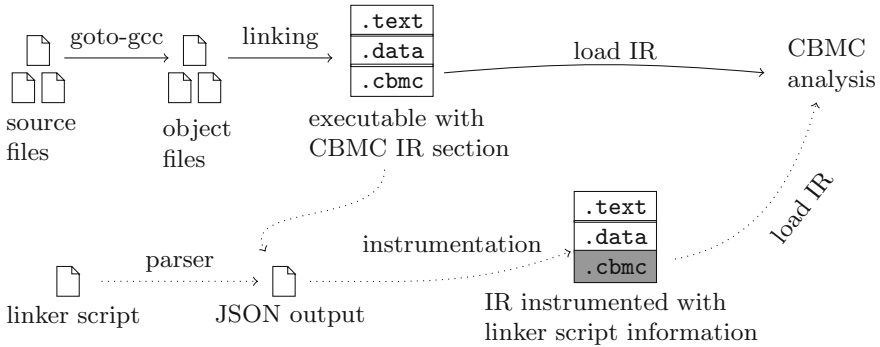 goto-gcc
linking
.text
.data
.cbmc
load IR
CBMC
analysis
source
files
object
files
executable with
CBMC IR section
load IR
.text
.data
.cbmc
parser
instrumentation
linker script
JSON output
IR instrumented with
linker script information